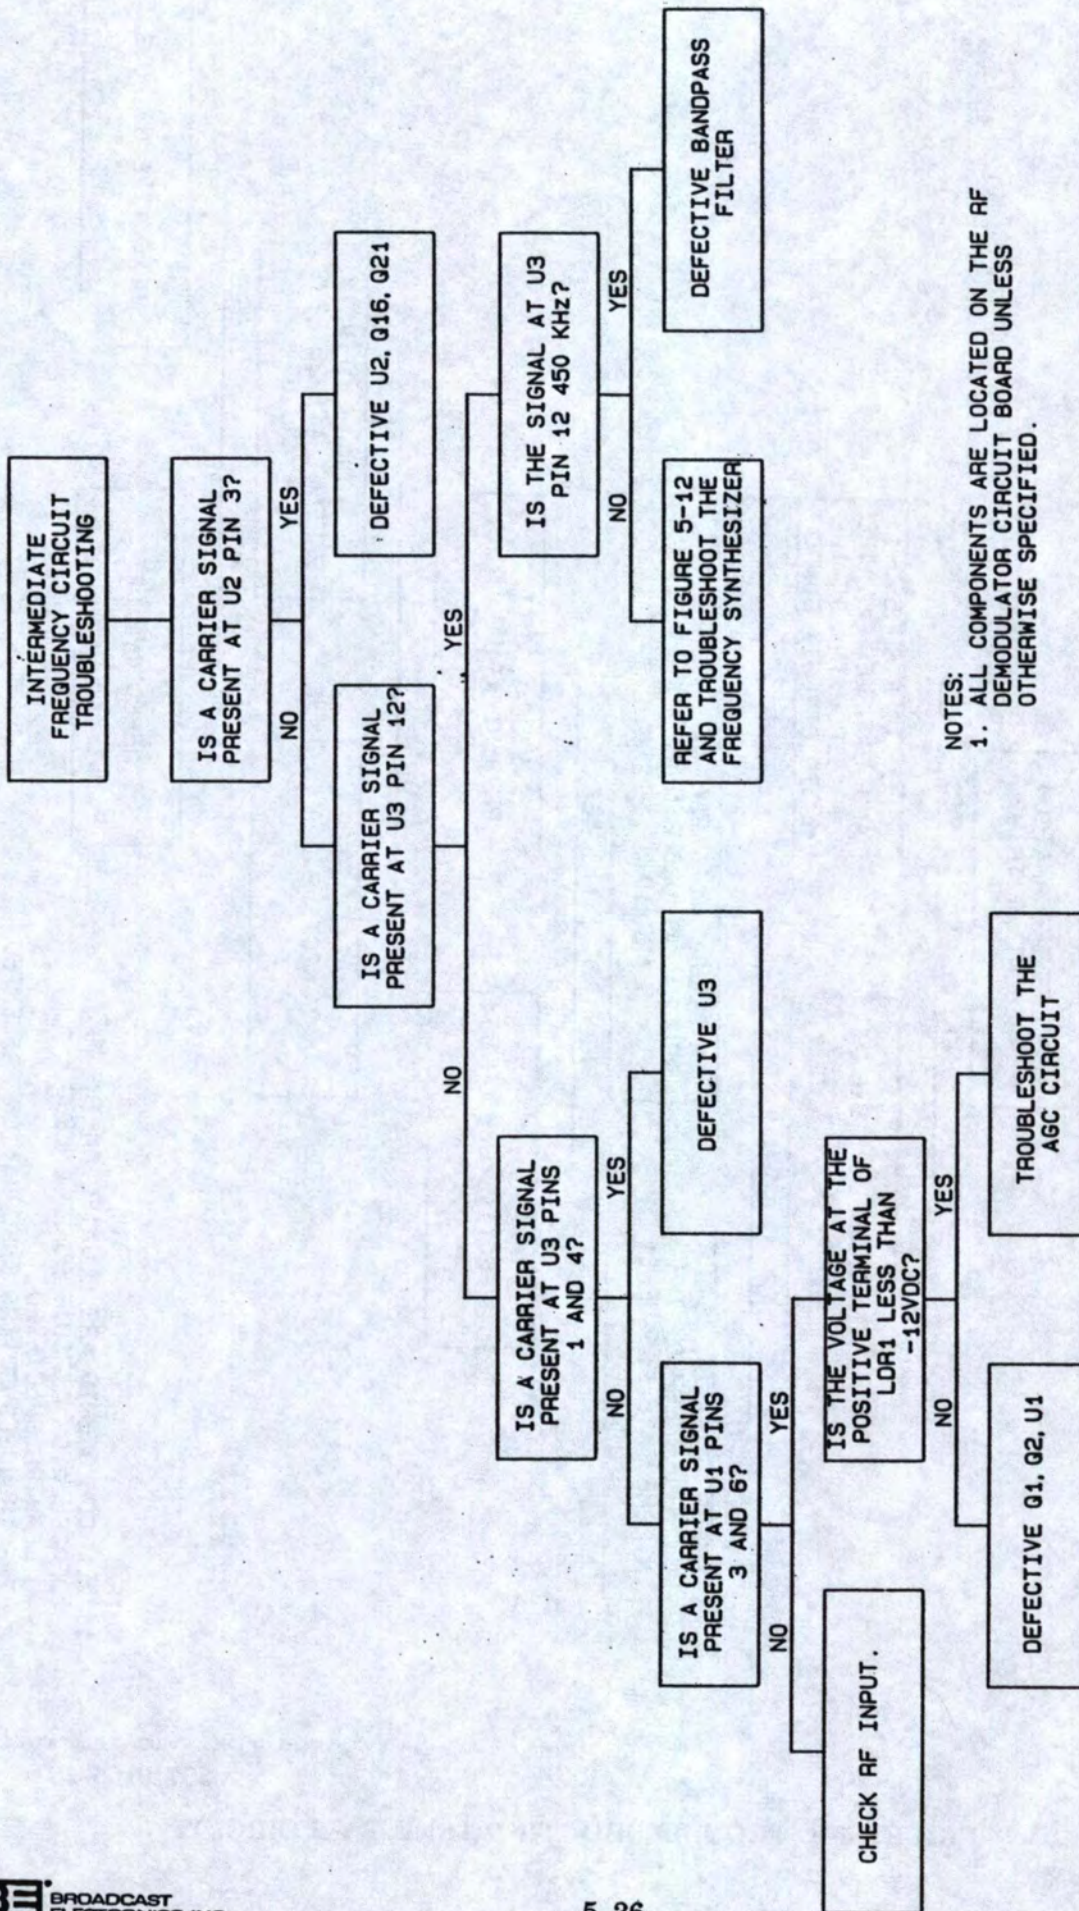 INTERMEDIATE
FREQUENCY CIRCUIT
TROUBLESHOOTING
IS A CARRIER SIGNAL
PRESENT AT U2 PIN 3?
NO
YES
IS A CARRIER SIGNAL
PRESENT AT U3 PIN 12?
DEFECTIVE U2, Q16, Q21
NO
YES
IS A CARRIER SIGNAL
PRESENT AT U3 PINS
1 AND 4?
IS THE SIGNAL AT U3
PIN 12 450 KHz?
NO
YES
NO
YES
IS A CARRIER SIGNAL
PRESENT AT U1 PINS
3 AND 6?
DEFECTIVE U3
REFER TO FIGURE 5-12
AND TROUBLESHOOT THE
FREQUENCY SYNTHESIZER
DEFECTIVE BANDPASS
FILTER
NO
YES
CHECK RF INPUT.
IS THE VOLTAGE AT THE
POSITIVE TERMINAL OF
LDR1 LESS THAN
-12VDC?
NO
YES
DEFECTIVE Q1, Q2, U1
TROUBLESHOOT THE
AGC CIRCUIT
NOTES:
1. ALL COMPONENTS ARE LOCATED ON THE RF
DEMODULATOR CIRCUIT BOARD UNLESS
OTHERWISE SPECIFIED.
BROADCAST